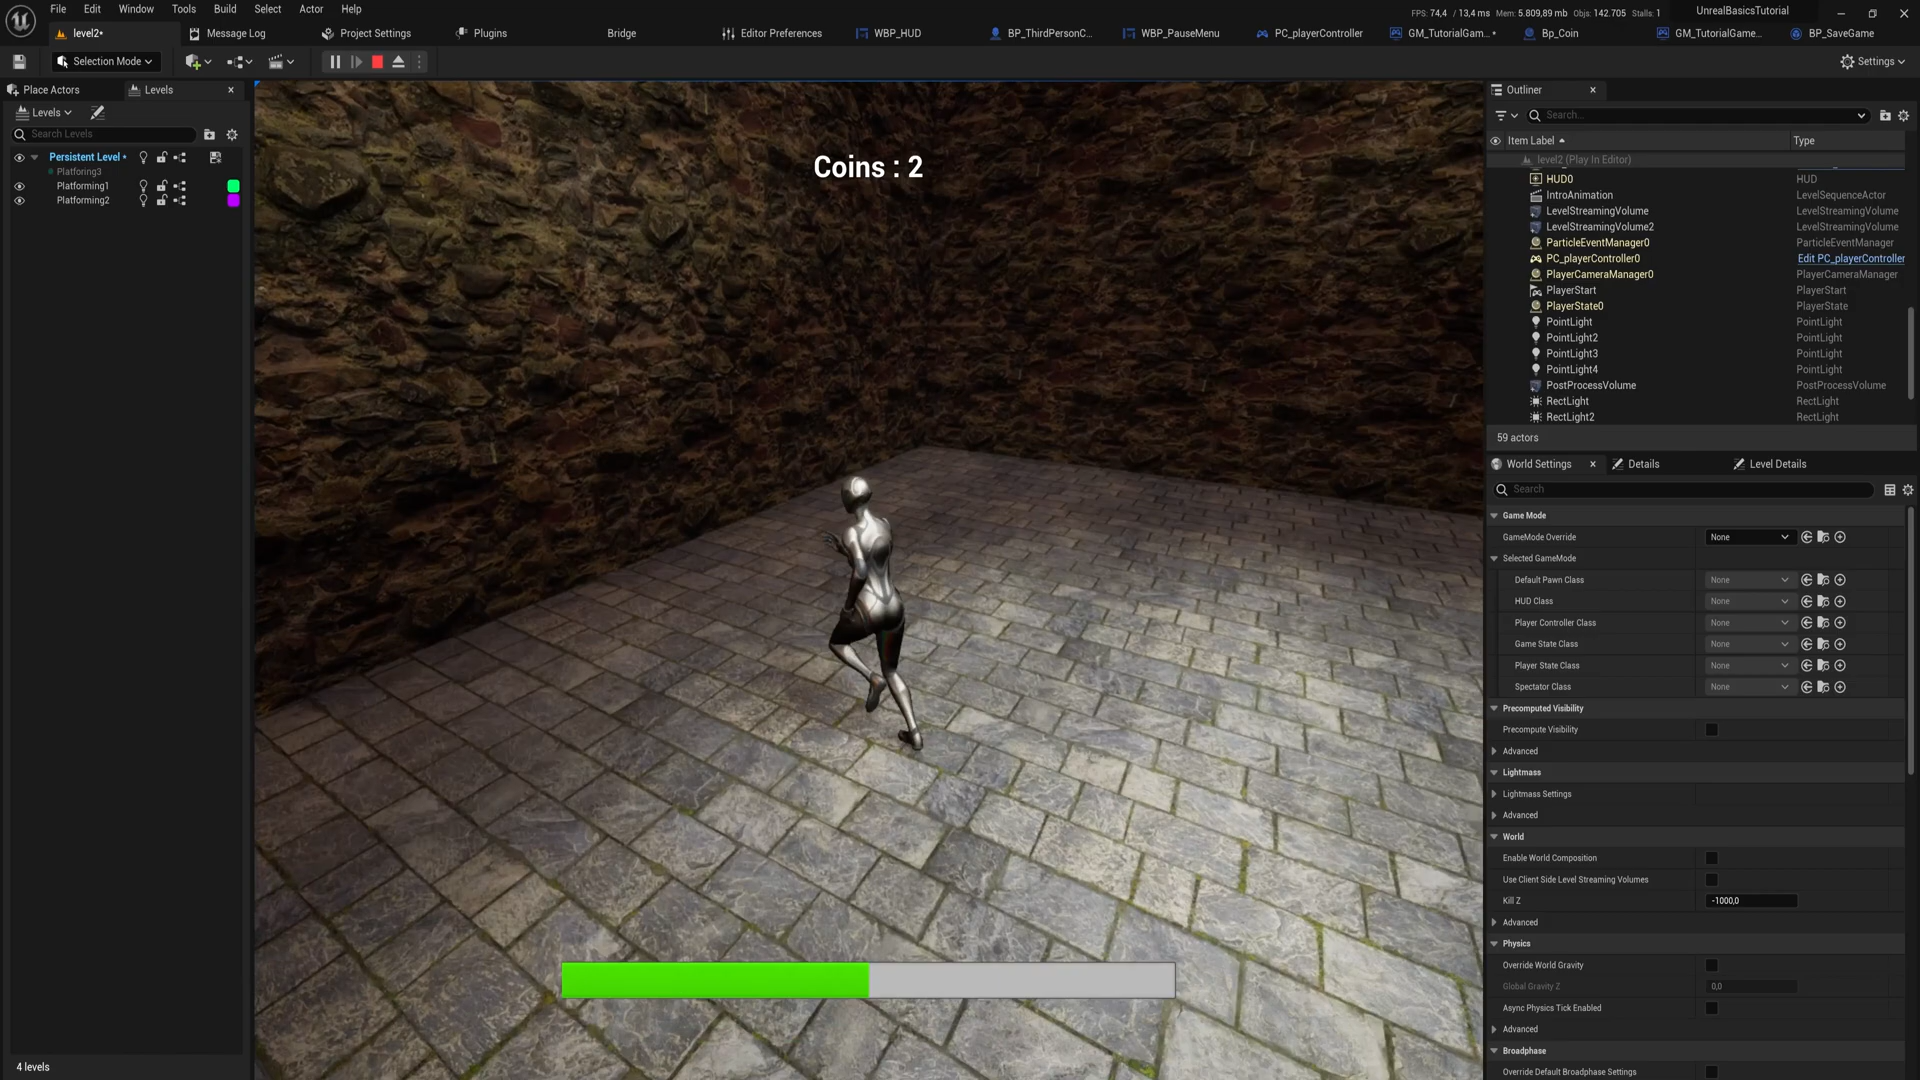 File Edit Window Tools Build Select Actor Help
FPS: 74,4 / 13,4 ms Mem: 5.809,89 mb Objs: 142.705 Stalls: 1
UnrealBasicsTutorial
level2*
Message Log
Project Settings
Plugins
Bridge
Editor Preferences
WBP_HUD
BP_ThirdPersonC...
WBP_PauseMenu
PC_playerController
GM_TutorialGam... *
Bp_Coin
GM_TutorialGame...
BP_SaveGame
Selection Mode
Settings
Place Actors
Levels
Levels
Search Levels
Persistent Level *
Platforing3
Platforming1
Platforming2
4 levels
Coins : 2
Outliner
Search...
Item Label
Type
level2 (Play In Editor)
HUD0 HUD
IntroAnimation LevelSequenceActor
LevelStreamingVolume LevelStreamingVolume
LevelStreamingVolume2 LevelStreamingVolume
ParticleEventManager0 ParticleEventManager
PC_playerController0 Edit PC_playerController
PlayerCameraManager0 PlayerCameraManager
PlayerStart PlayerStart
PlayerState0 PlayerState
PointLight PointLight
PointLight2 PointLight
PointLight3 PointLight
PointLight4 PointLight
PostProcessVolume PostProcessVolume
RectLight RectLight
RectLight2 RectLight
59 actors
World Settings
Details
Level Details
Search
Game Mode
GameMode Override None
Selected GameMode
Default Pawn Class None
HUD Class None
Player Controller Class None
Game State Class None
Player State Class None
Spectator Class None
Precomputed Visibility
Precompute Visibility
Advanced
Lightmass
Lightmass Settings
Advanced
World
Enable World Composition
Use Client Side Level Streaming Volumes
Kill Z -1000,0
Advanced
Physics
Override World Gravity
Global Gravity Z 0,0
Async Physics Tick Enabled
Advanced
Broadphase
Override Default Broadphase Settings